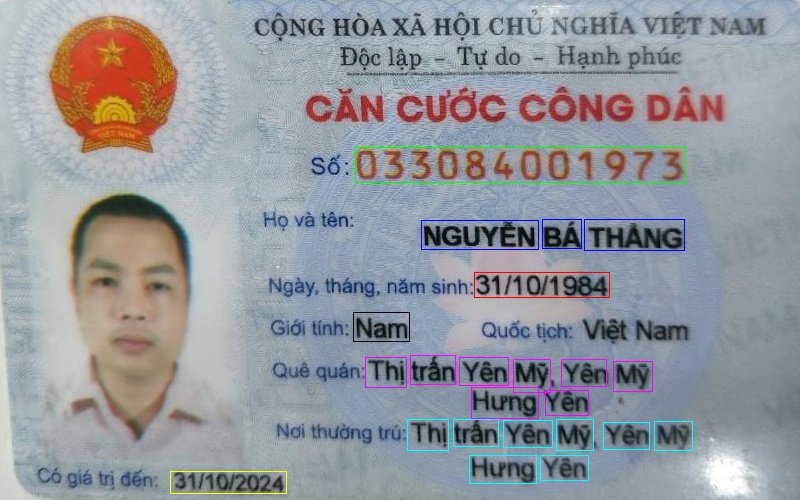 CỘNG HÒA XÃ HỘI CHỦ NGHĨA VIỆT NAM
Độc lập – Tự do – Hạnh phúc
CĂN CƯỚC CÔNG DÂN
Số: 033084001973
Họ và tên:
NGUYỄN BÁ THẮNG
Ngày, tháng, năm sinh: 31/10/1984
Giới tính: Nam Quốc tịch: Việt Nam
Quê quán: Thị trấn Yên Mỹ, Yên Mỹ
Hưng Yên
Nơi thường trú: Thị trấn Yên Mỹ, Yên Mỹ
Hưng Yên
Có giá trị đến: 31/10/2024